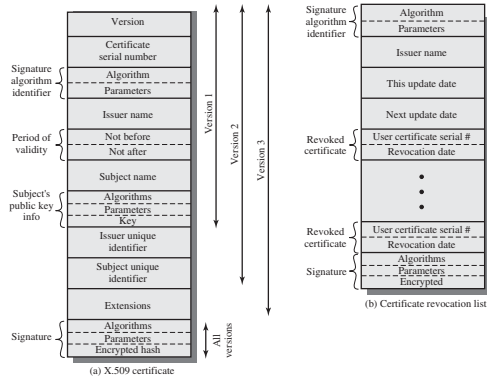 Version
Certificate
serial number
Signature
algorithm
identifier
Algorithm
Parameters
Issuer name
Period of
validity
Not before
Not after
Subject name
Subject's
public key
info
Algorithms
Parameters
Key
Issuer unique
identifier
Subject unique
identifier
Extensions
Signature
Algorithms
Parameters
Encrypted hash
Version 1
Version 2
Version 3
All
versions
(a) X.509 certificate
Signature
algorithm
identifier
Algorithm
Parameters
Issuer name
This update date
Next update date
Revoked
certificate
User certificate serial #
Revocation date
•
•
•
Revoked
certificate
User certificate serial #
Revocation date
Signature
Algorithms
Parameters
Encrypted
(b) Certificate revocation list